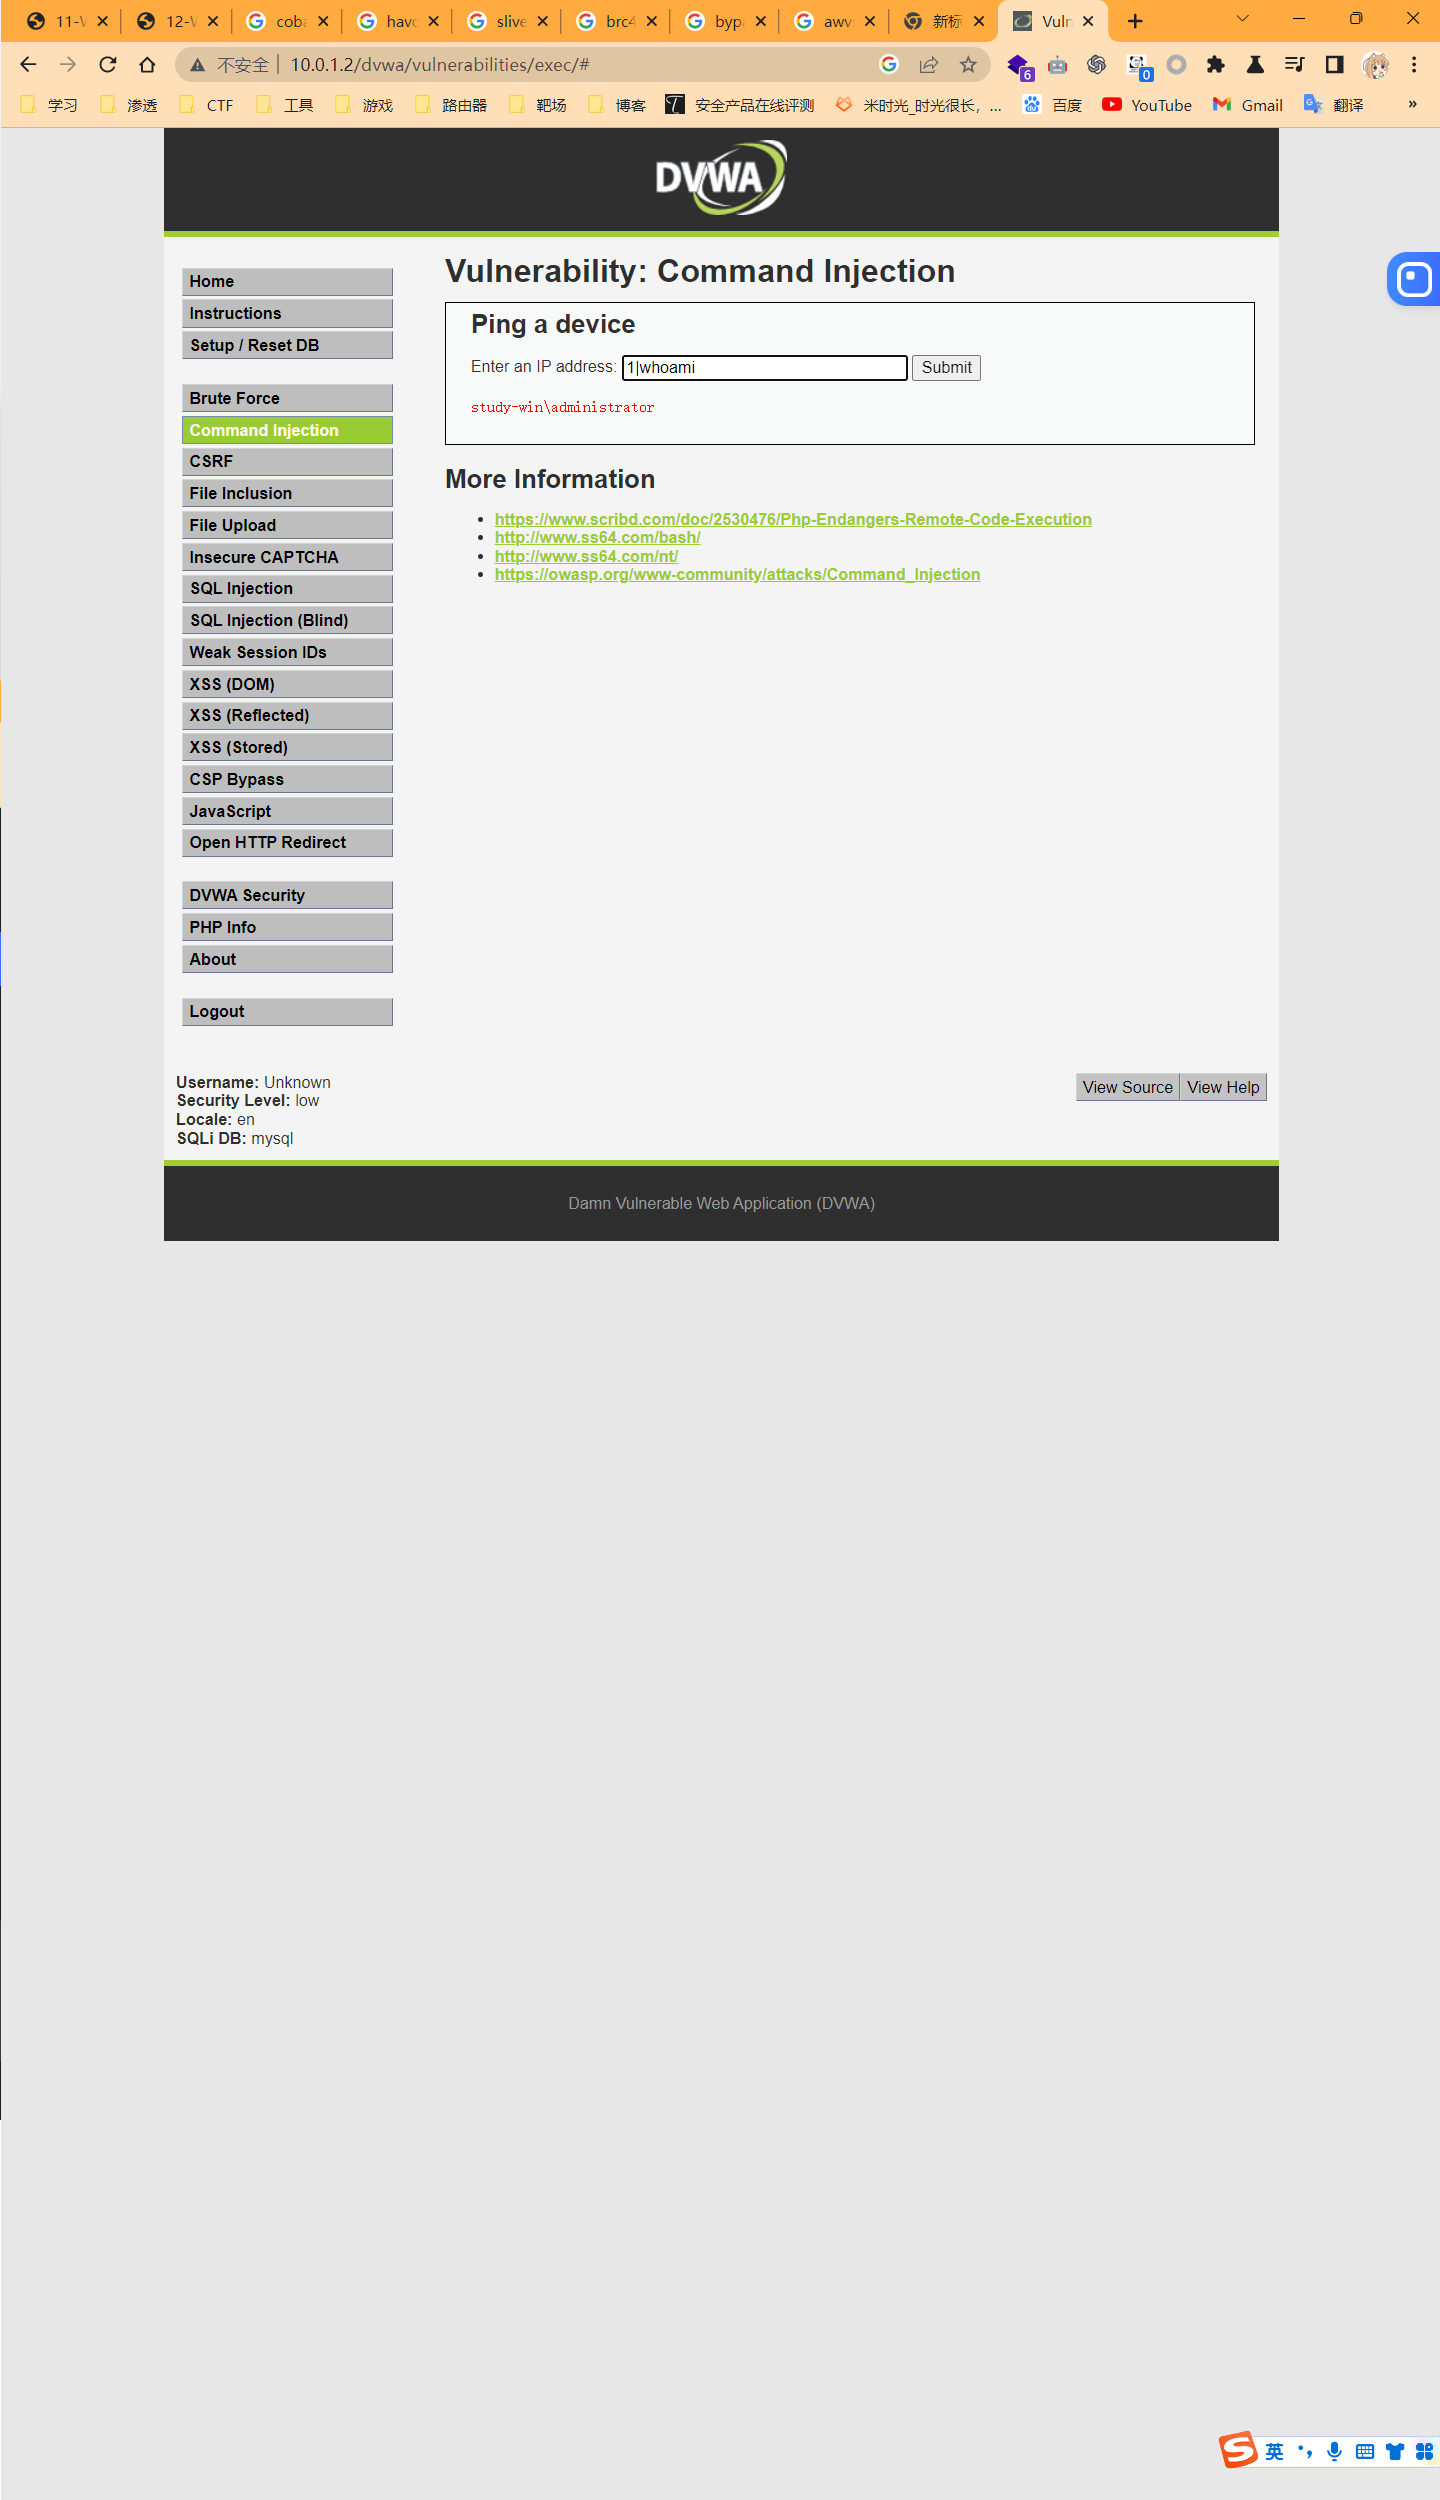 11-V
12-V
coba
havo
slive
brc4
bypa
awv
新标
Vuln
不安全 10.0.1.2/dvwa/vulnerabilities/exec/#
6
0
学习 渗透 CTF 工具 游戏 路由器 靶场 博客 安全产品在线评测 米时光_时光很长，... 百度 YouTube Gmail 翻译 »
DVWA
Vulnerability: Command Injection
Home
Instructions
Setup / Reset DB
Brute Force
Command Injection
CSRF
File Inclusion
File Upload
Insecure CAPTCHA
SQL Injection
SQL Injection (Blind)
Weak Session IDs
XSS (DOM)
XSS (Reflected)
XSS (Stored)
CSP Bypass
JavaScript
Open HTTP Redirect
DVWA Security
PHP Info
About
Logout
Ping a device
Enter an IP address: 1|whoami Submit
study-win\administrator
More Information
https://www.scribd.com/doc/2530476/Php-Endangers-Remote-Code-Execution
http://www.ss64.com/bash/
http://www.ss64.com/nt/
https://owasp.org/www-community/attacks/Command_Injection
Username: Unknown
Security Level: low
Locale: en
SQLi DB: mysql
View Source View Help
Damn Vulnerable Web Application (DVWA)
英